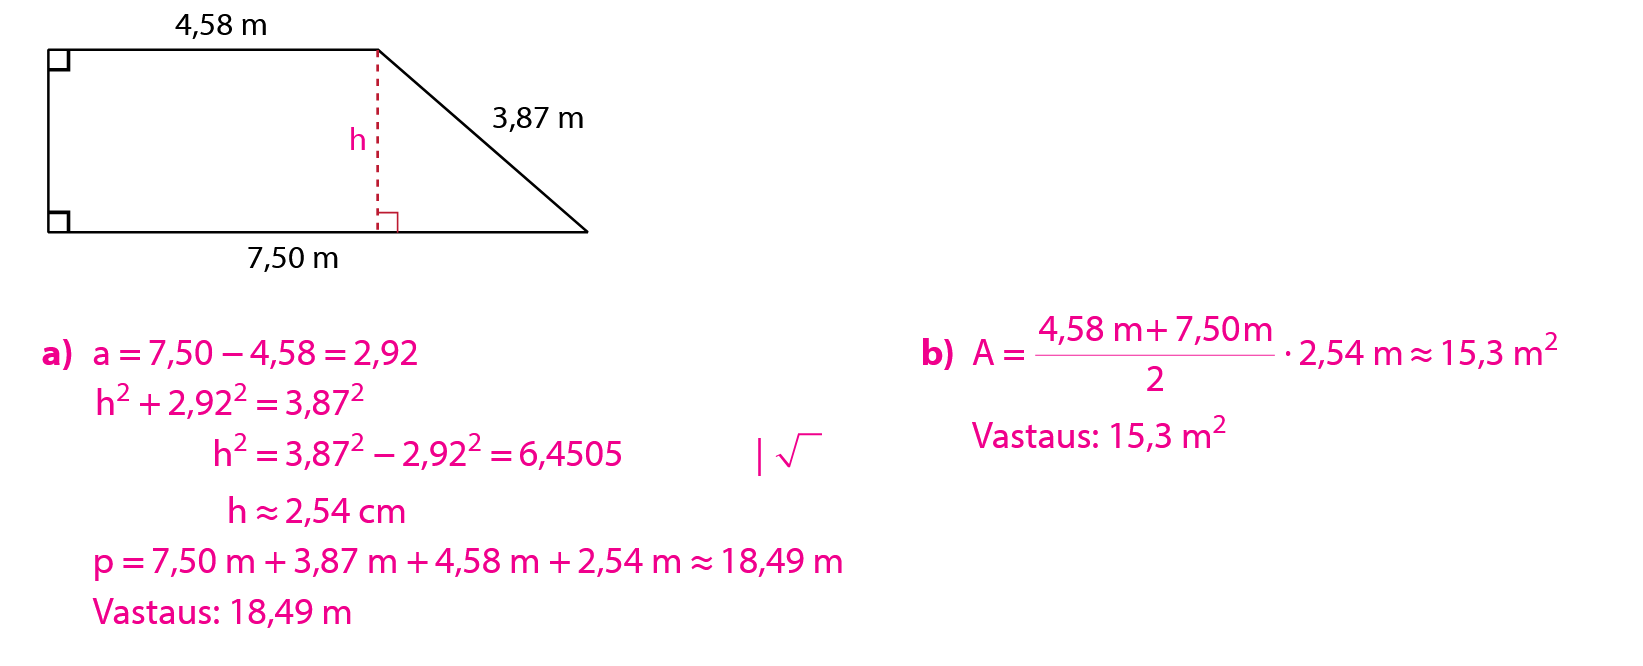 4,58 m
3,87 m
h
7,50 m
a) a = 7,50 – 4,58 = 2,92
h² + 2,92² = 3,87²
h² = 3,87² – 2,92² = 6,4505 | √
h ≈ 2,54 cm
p = 7,50 m + 3,87 m + 4,58 m + 2,54 m ≈ 18,49 m
Vastaus: 18,49 m
b) A = (4,58 m + 7,50 m)/2 · 2,54 m ≈ 15,3 m²
Vastaus: 15,3 m²